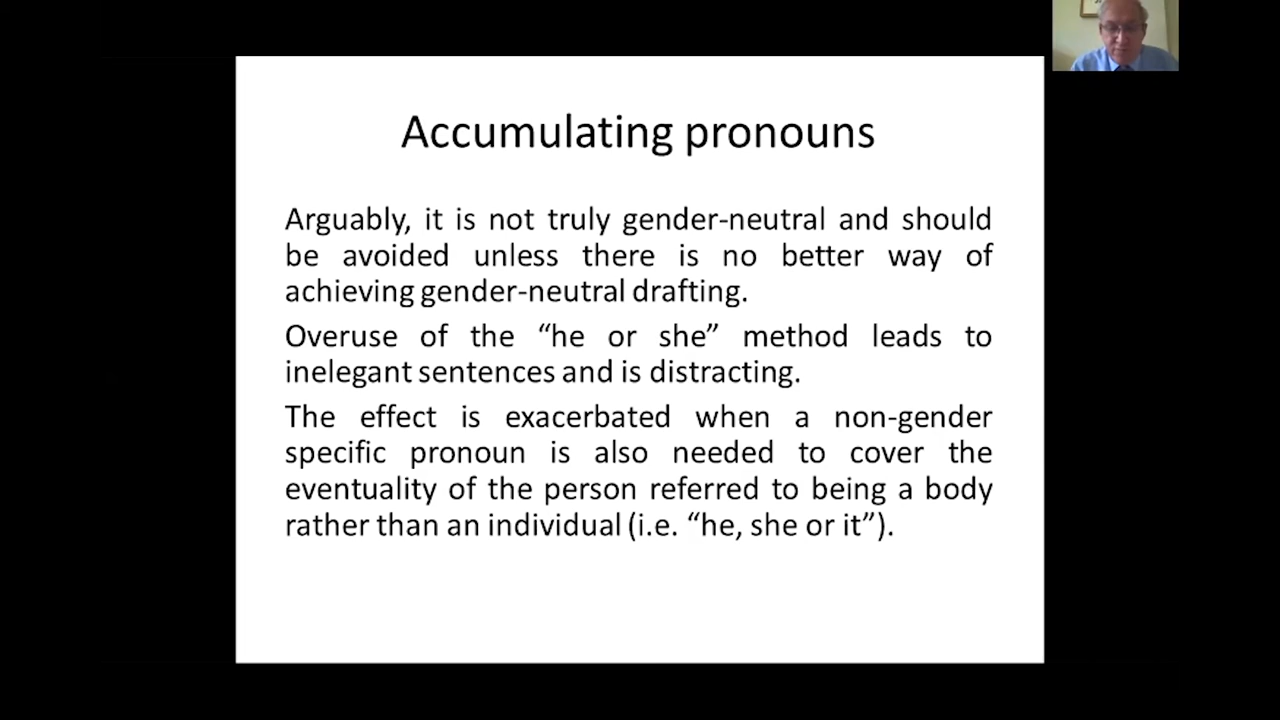 Accumulating pronouns
Arguably, it is not truly gender-neutral and should
be avoided unless there is no better way of
achieving gender-neutral drafting.
Overuse of the “he or she” method leads to
inelegant sentences and is distracting.
The effect is exacerbated when a non-gender
specific pronoun is also needed to cover the
eventuality of the person referred to being a body
rather than an individual (i.e. “he, she or it”).